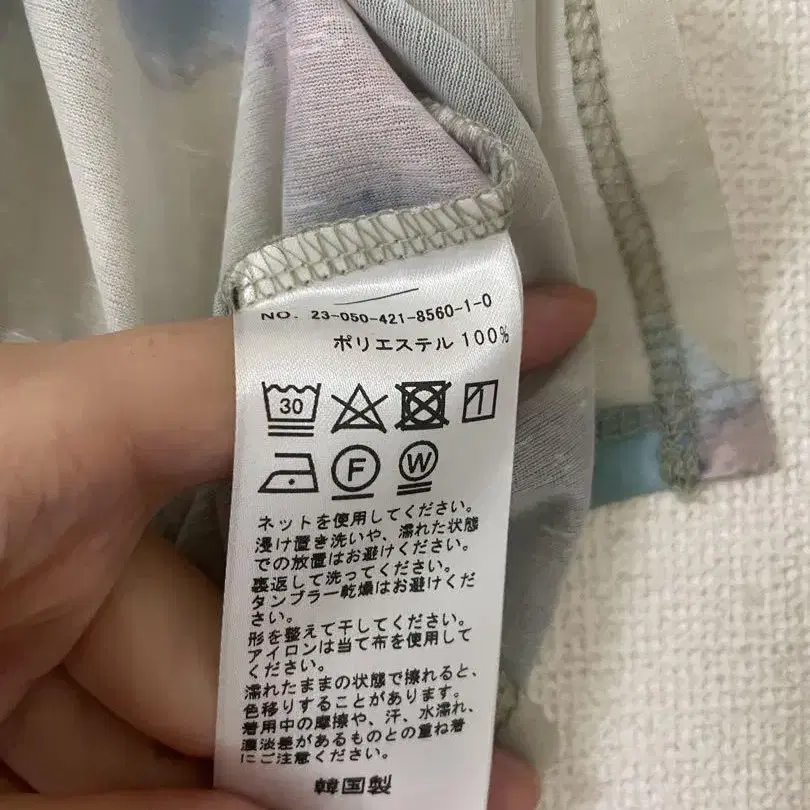 NO. 23-050-421-8560-1-0
ポリエステル 100%
30
F W
ネットを使用してください。
浸け置き洗いや、濡れた状態
での放置はお避けください。
裏返して洗ってください。
タンブラー乾燥はお避けくだ
さい。
形を整えて干してください。
アイロンは当て布を使用して
ください。
濡れたままの状態で擦れると、
色移りすることがあります。
着用中の摩擦や、汗、水濡れ、
濃淡差があるものとの重ね着
にご注意ください。
韓国